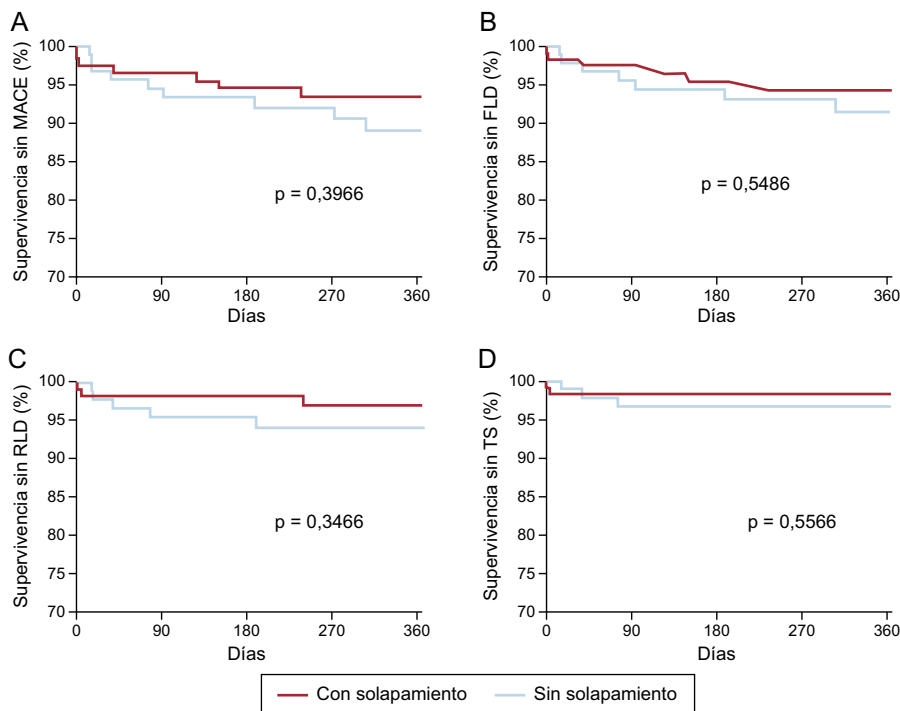 A
Supervivencia sin MACE (%)
100
95
90
85
80
75
70
p = 0,3966
0 90 180 270 360
Días
B
Supervivencia sin FLD (%)
100
95
90
85
80
75
70
p = 0,5486
0 90 180 270 360
Días
C
Supervivencia sin RLD (%)
100
95
90
85
80
75
70
p = 0,3466
0 90 180 270 360
Días
D
Supervivencia sin TS (%)
100
95
90
85
80
75
70
p = 0,5566
0 90 180 270 360
Días
Con solapamiento Sin solapamiento